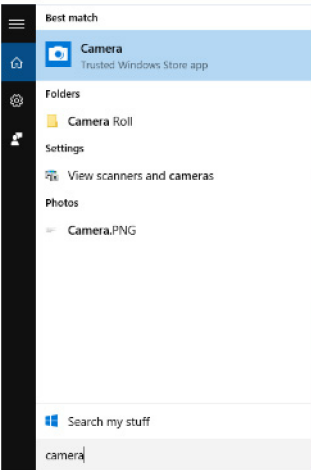 Best match
Camera
Trusted Windows Store app
Folders
Camera Roll
Settings
View scanners and cameras
Photos
Camera.PNG
Search my stuff
camera